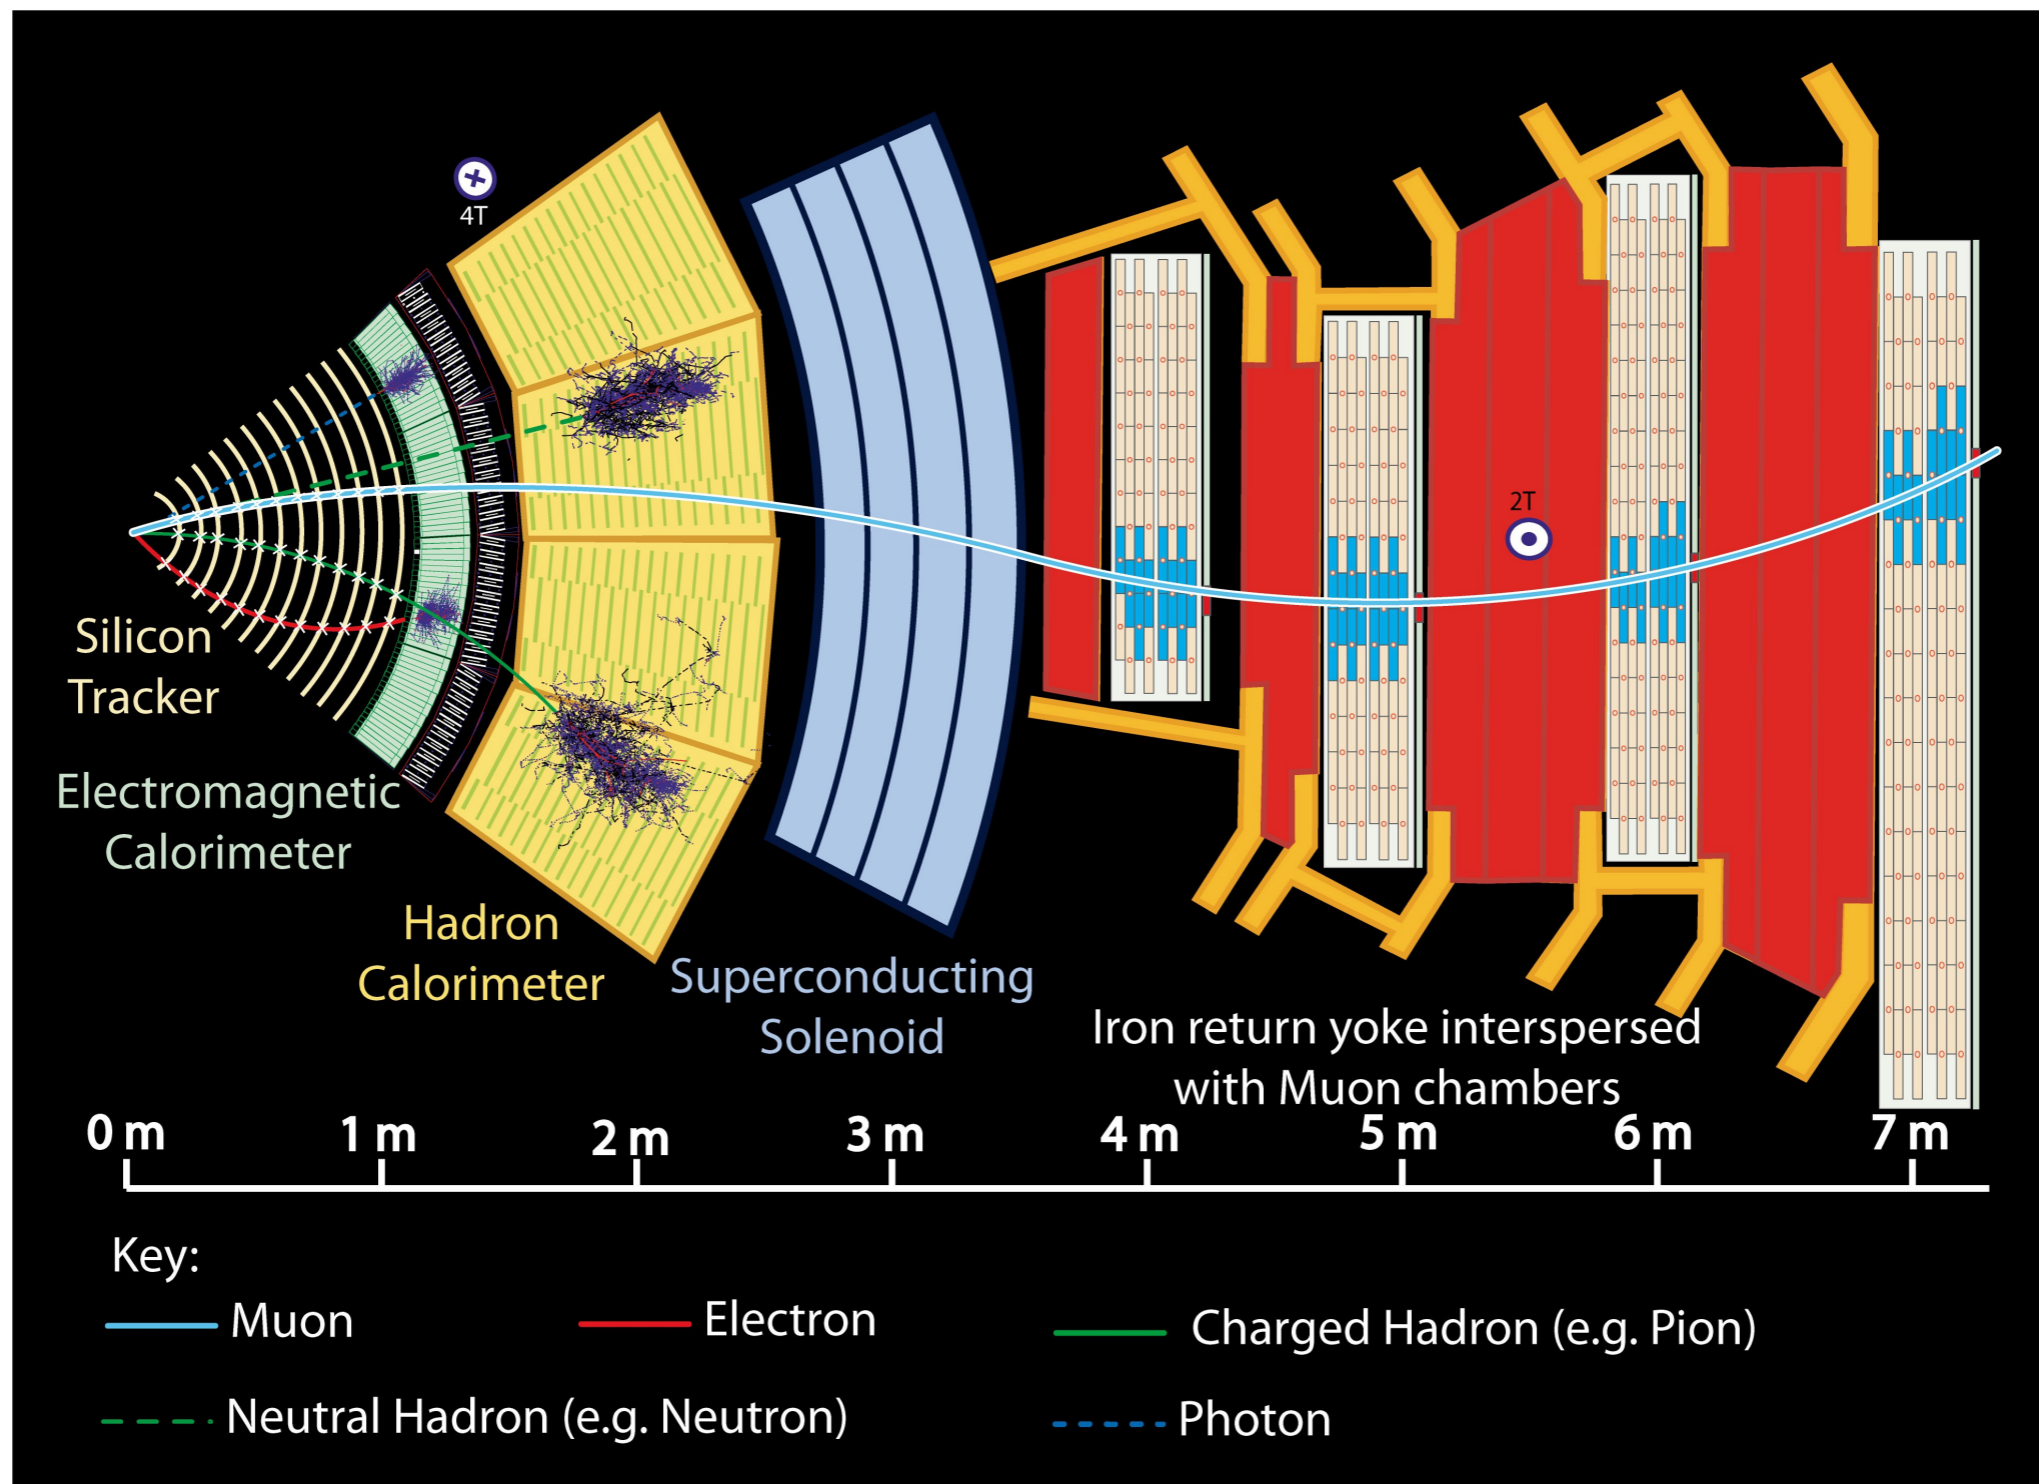 4T
2T
Silicon
Tracker
Electromagnetic
Calorimeter
Hadron
Calorimeter
Superconducting
Solenoid
Iron return yoke interspersed
with Muon chambers
0 m 1 m 2 m 3 m 4 m 5 m 6 m 7 m
Key:
Muon Electron Charged Hadron (e.g. Pion)
Neutral Hadron (e.g. Neutron) Photon